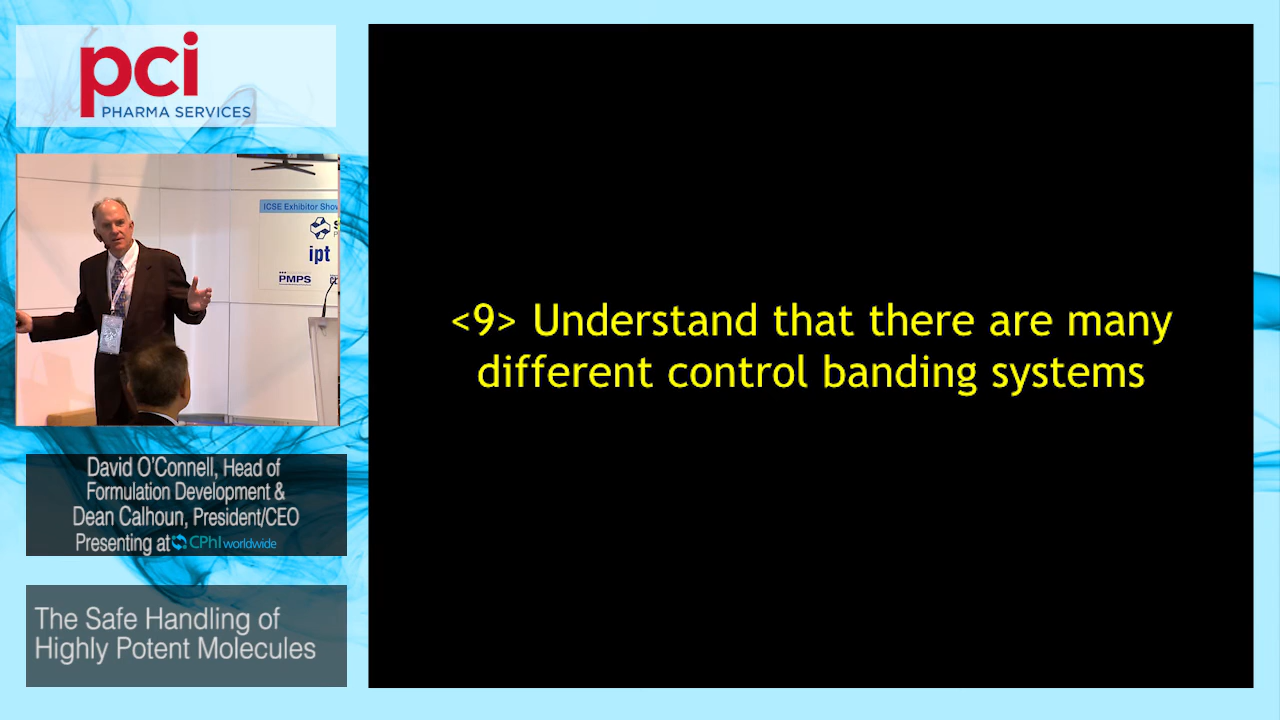 pci
PHARMA SERVICES
ICSE Exhibitor Show
ipt
PMPS
David O'Connell, Head of
Formulation Development &
Dean Calhoun, President/CEO
Presenting at CPhI worldwide
The Safe Handling of
Highly Potent Molecules
<9> Understand that there are many
different control banding systems